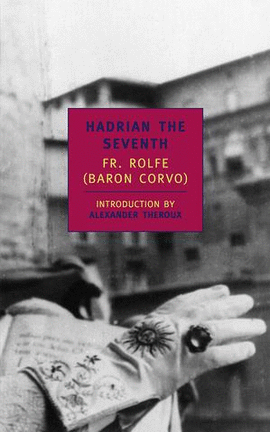 HADRIAN THE
SEVENTH
FR. ROLFE
(BARON CORVO)
INTRODUCTION BY
ALEXANDER THEROUX